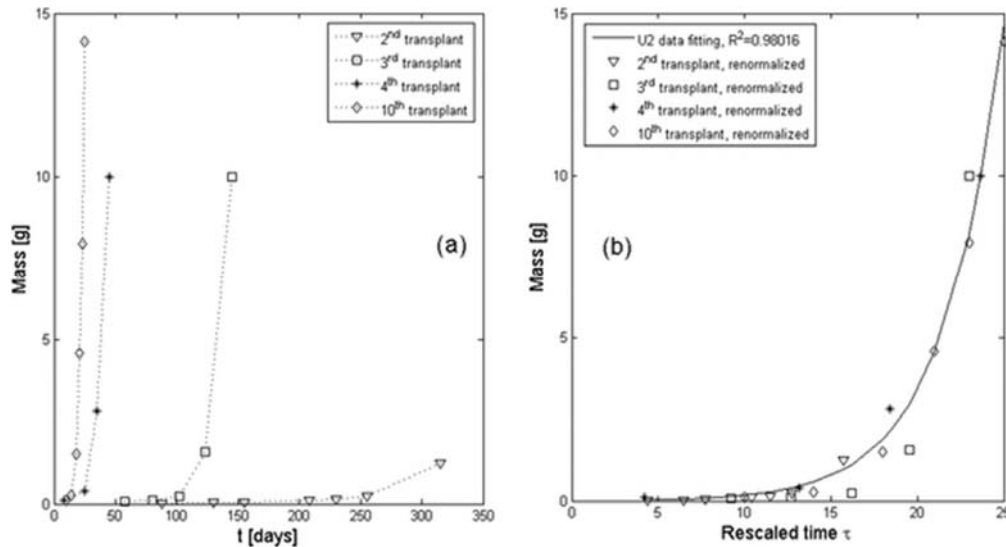 15
10
5
0
Mass [g]
2nd transplant
3rd transplant
4th transplant
10th transplant
(a)
0 50 100 150 200 250 300 350
t [days]
15
10
5
0
Mass [g]
U2 data fitting, R2=0.98016
2nd transplant, renormalized
3rd transplant, renormalized
4th transplant, renormalized
10th transplant, renormalized
(b)
0 5 10 15 20 25
Rescaled time τ